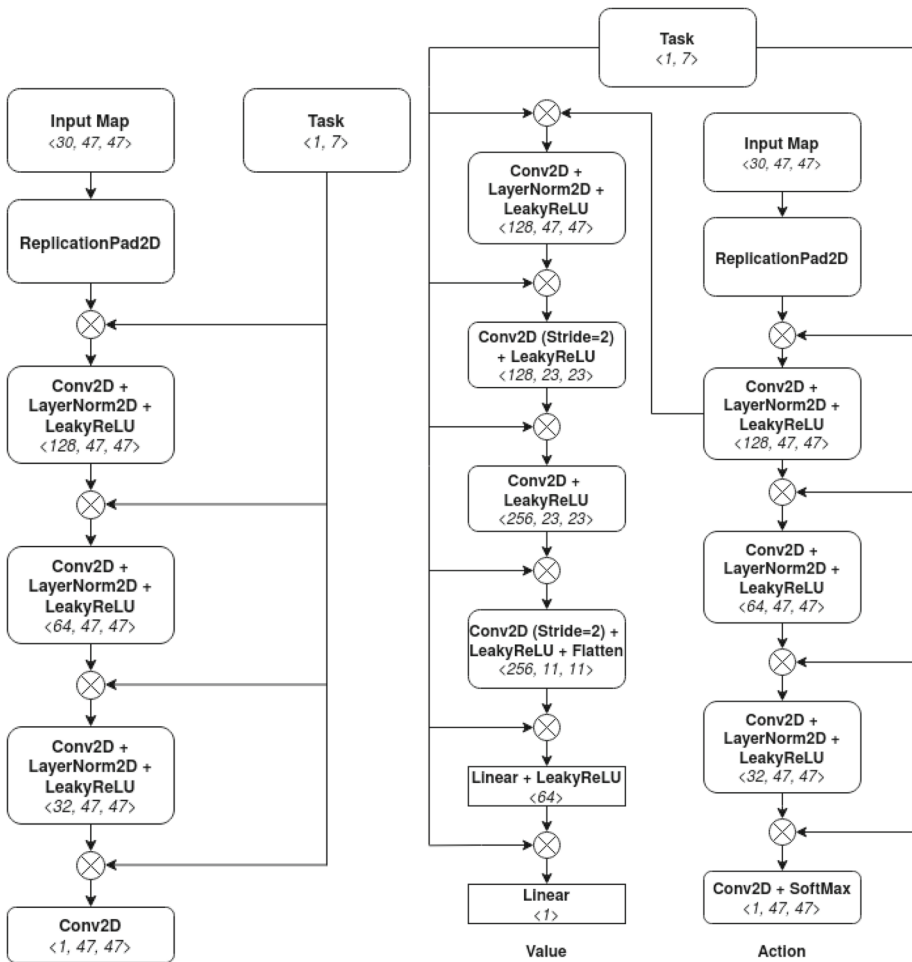 Input Map
<30, 47, 47>
Task
<1, 7>
ReplicationPad2D
Conv2D +
LayerNorm2D +
LeakyReLU
<128, 47, 47>
Conv2D +
LayerNorm2D +
LeakyReLU
<64, 47, 47>
Conv2D +
LayerNorm2D +
LeakyReLU
<32, 47, 47>
Conv2D
<1, 47, 47>
Task
<1, 7>
Conv2D +
LayerNorm2D +
LeakyReLU
<128, 47, 47>
Conv2D (Stride=2)
+ LeakyReLU
<128, 23, 23>
Conv2D +
LeakyReLU
<256, 23, 23>
Conv2D (Stride=2) +
LeakyReLU + Flatten
<256, 11, 11>
Linear + LeakyReLU
<64>
Linear
<1>
Value
Input Map
<30, 47, 47>
ReplicationPad2D
Conv2D +
LayerNorm2D +
LeakyReLU
<128, 47, 47>
Conv2D +
LayerNorm2D +
LeakyReLU
<64, 47, 47>
Conv2D +
LayerNorm2D +
LeakyReLU
<32, 47, 47>
Conv2D + SoftMax
<1, 47, 47>
Action